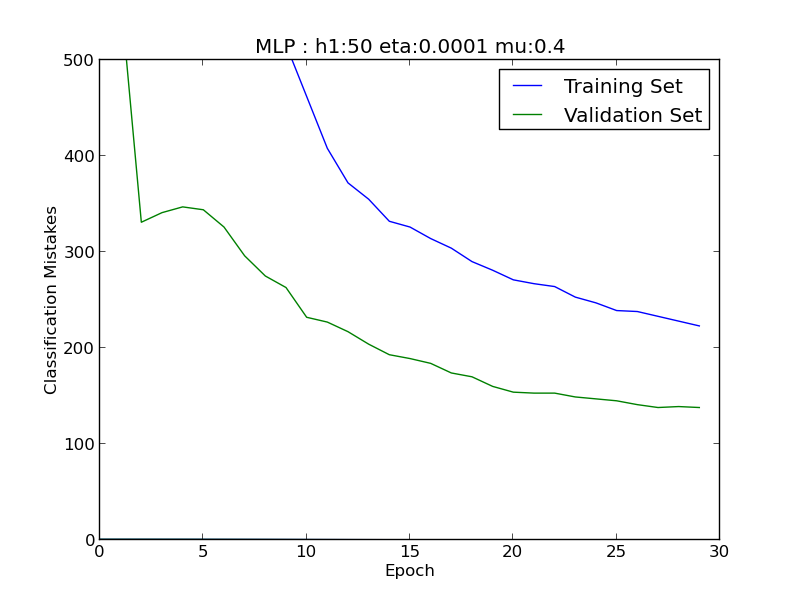 MLP : h1:50 eta:0.0001 mu:0.4
500
Training Set
Validation Set
400
300
200
100
0
Classification Mistakes
0 5 10 15 20 25 30
Epoch